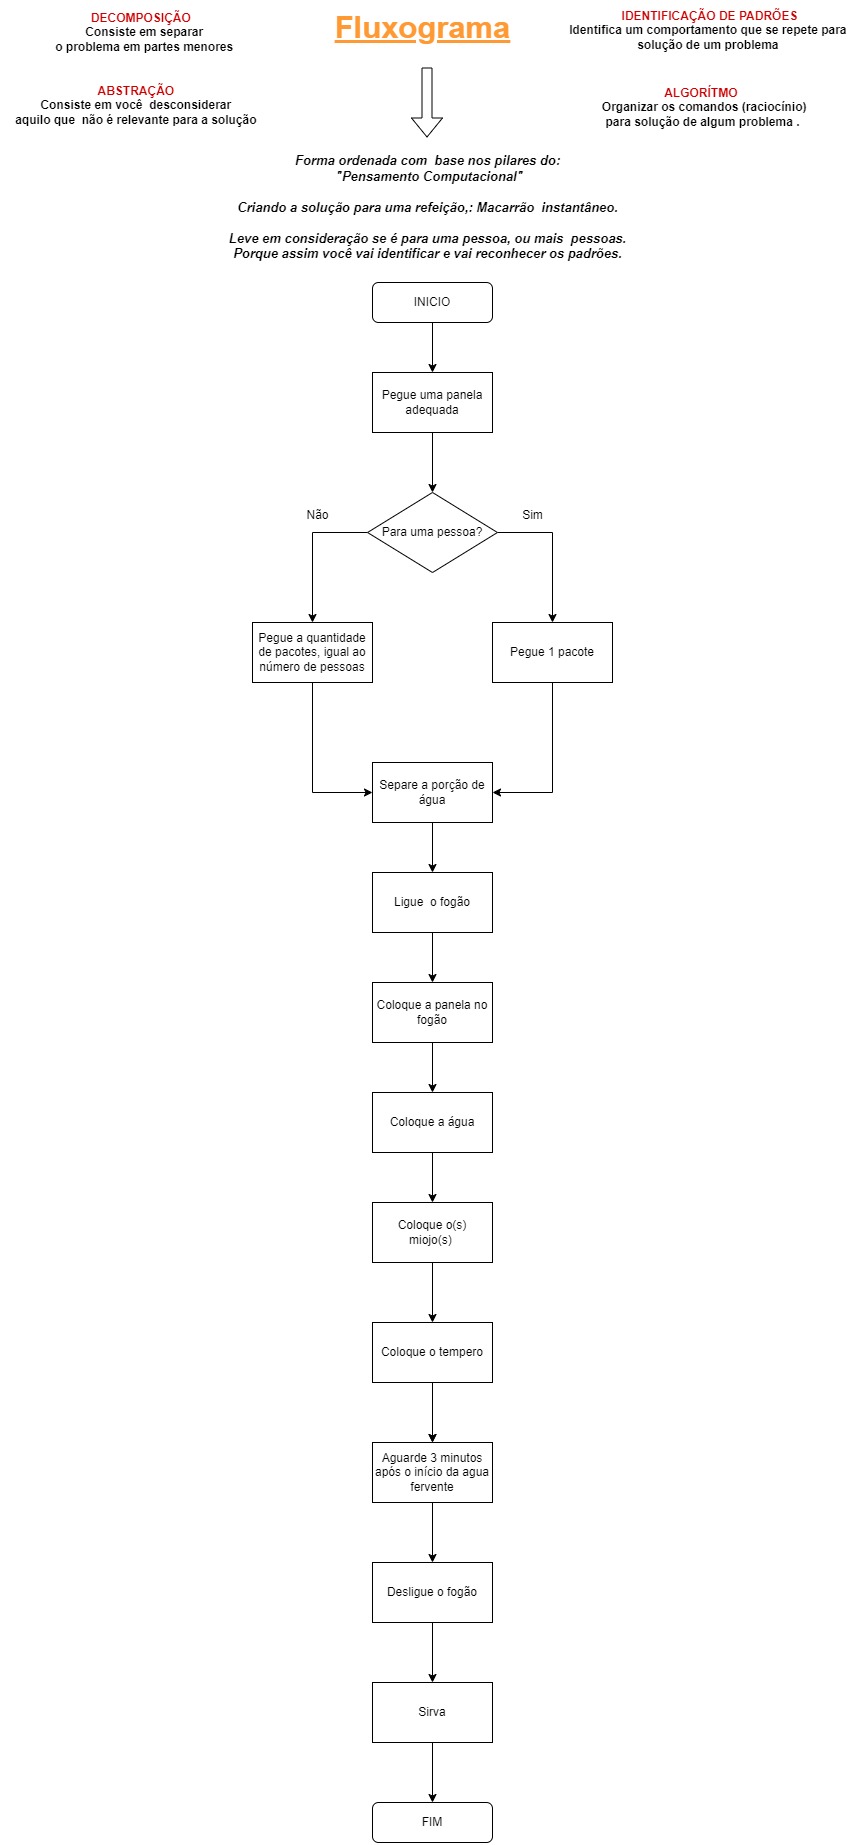 DECOMPOSIÇÃO
Consiste em separar
o problema em partes menores
Fluxograma
IDENTIFICAÇÃO DE PADRÕES
Identifica um comportamento que se repete para
solução de um problema
ABSTRAÇÃO
Consiste em você desconsiderar
aquilo que não é relevante para a solução
ALGORÍTMO
Organizar os comandos (raciocínio)
para solução de algum problema .
Forma ordenada com base nos pilares do:
"Pensamento Computacional"
Criando a solução para uma refeição,: Macarrão instantâneo.
Leve em consideração se é para uma pessoa, ou mais pessoas.
Porque assim você vai identificar e vai reconhecer os padrões.
INICIO
Pegue uma panela
adequada
Não
Para uma pessoa?
Sim
Pegue a quantidade
de pacotes, igual ao
número de pessoas
Pegue 1 pacote
Separe a porção de
água
Ligue o fogão
Coloque a panela no
fogão
Coloque a água
Coloque o(s)
miojo(s)
Coloque o tempero
Aguarde 3 minutos
após o início da agua
fervente
Desligue o fogão
Sirva
FIM